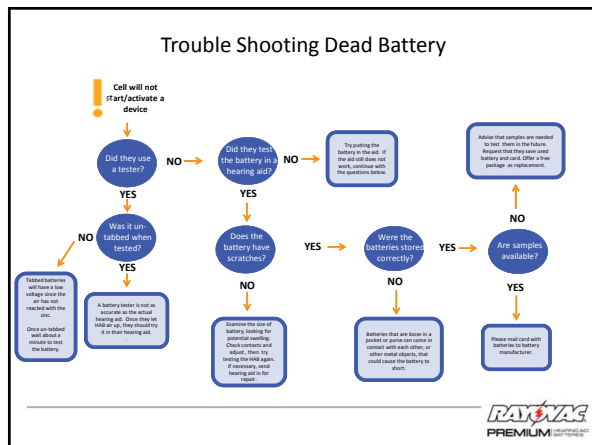 Trouble Shooting Dead Battery
Cell will not
start/activate a
device
Did they use
a tester?
NO
Did they test
the battery in a
hearing aid?
NO
Try putting the
battery in the aid. If
the aid still does not
work, continue with
the questions below.
Advise that samples are needed
to test them in the future.
Request that they save used
battery and card. Offer a free
package as replacement.
YES
YES
NO
NO
Was it un-
tabbed when
tested?
Does the
battery have
scratches?
YES
Were the
batteries stored
correctly?
YES
Are samples
available?
YES
NO
NO
YES
Tabbed batteries
will have a low
voltage since the
air has not
reacted with the
zinc.
Once un-tabbed
wait about a
minute to test
the battery.
A battery tester is not as
accurate as the actual
hearing aid. Once they let
HAB air up, they should try
it in their hearing aid.
.
Examine the size of
battery, looking for
potential swelling.
Check contacts and
adjust , then try
testing the HAB again.
If necessary, send
hearing aid in for
repair.
Batteries that are loose in a
pocket or purse can come in
contact with each other, or
other metal objects, that
could cause the battery to
short.
Please mail card with
batteries to battery
manufacturer.
RAYOVAC
PREMIUM HEARING AID
BATTERIES